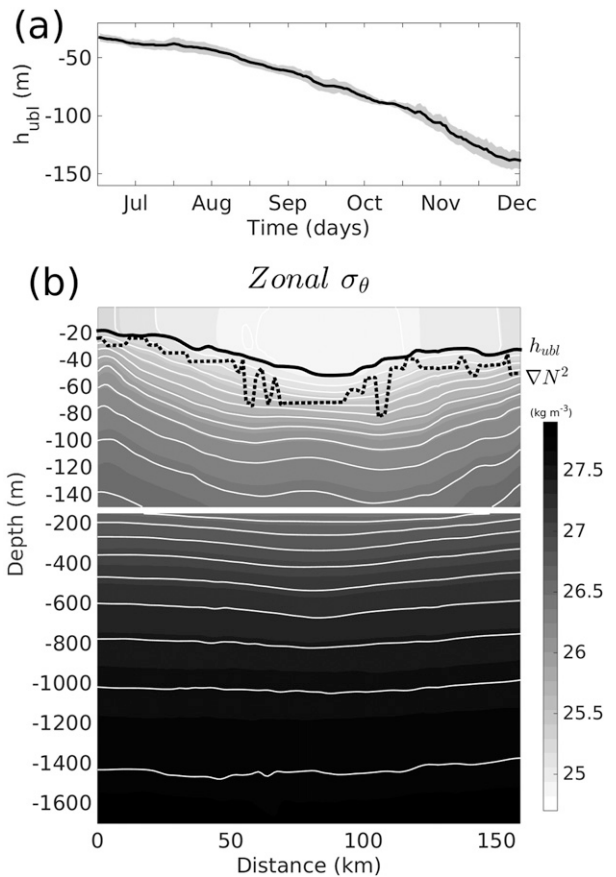 (a)
h_ubl (m)
-50
-100
-150
Jul Aug Sep Oct Nov Dec
Time (days)
(b)
Zonal σ_θ
h_ubl
∇N²
(kg m⁻³)
Depth (m)
-20
-40
-60
-80
-100
-120
-140
-200
-400
-600
-800
-1000
-1200
-1400
-1600
27.5
27
26.5
26
25.5
25
0 50 100 150
Distance (km)